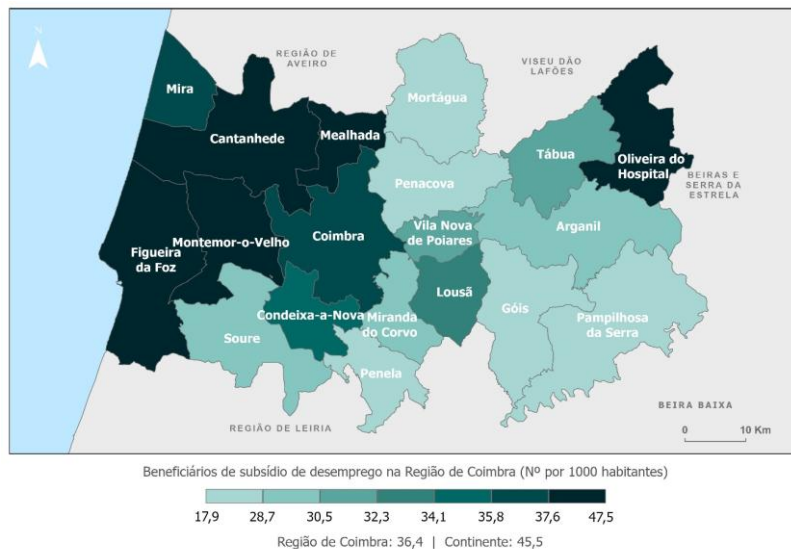 N
REGIÃO DE
AVEIRO
VISEU DÃO
LAFÕES
Mira
Mortágua
Cantanhede
Mealhada
Tábua
Oliveira do
Hospital
Penacova
BEIRAS E
SERRA DA
ESTRELA
Vila Nova
de Poiares
Arganil
Coimbra
Montemor-o-Velho
Figueira
da Foz
Lousã
Góis
Pampilhosa
da Serra
Condeixa-a-Nova
Miranda
do Corvo
Soure
Penela
BEIRA BAIXA
REGIÃO DE LEIRIA
0 10 Km
Beneficiários de subsídio de desemprego na Região de Coimbra (Nº por 1000 habitantes)
17,9 28,7 30,5 32,3 34,1 35,8 37,6 47,5
Região de Coimbra: 36,4 | Continente: 45,5